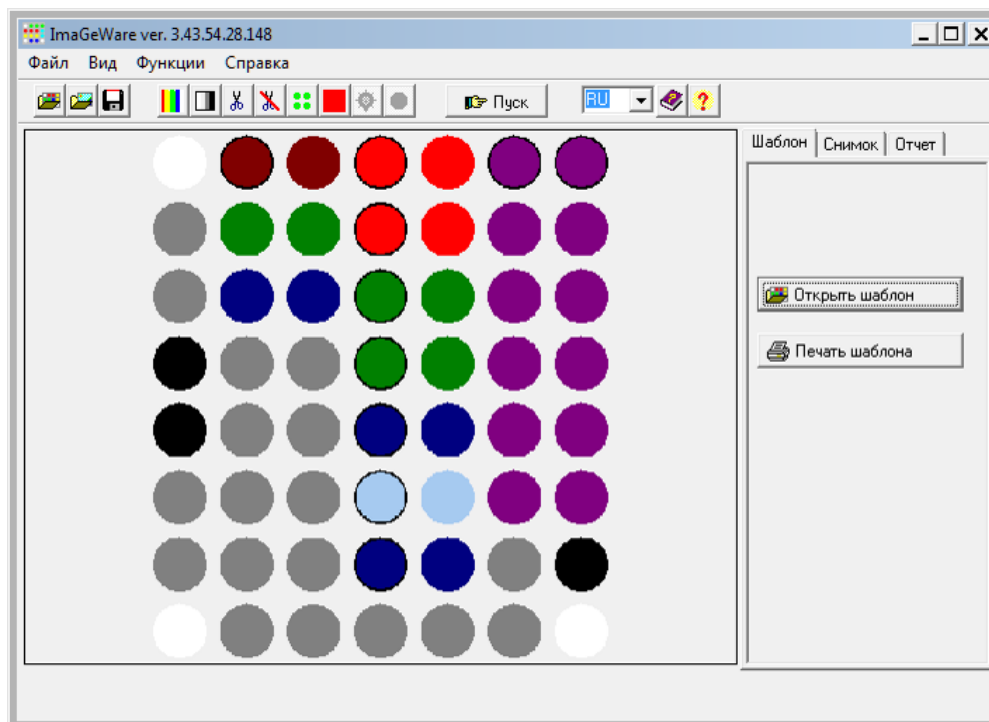 ImaGeWare ver. 3.43.54.28.148
Файл Вид Функции Справка
Пуск RU ?
Шаблон Снимок Отчет
Открыть шаблон
Печать шаблона